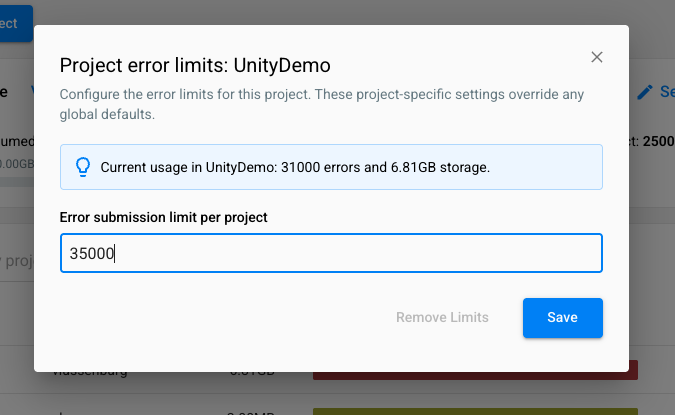 ect
Project error limits: UnityDemo
Configure the error limits for this project. These project-specific settings override any
global defaults.
Current usage in UnityDemo: 31000 errors and 6.81GB storage.
Error submission limit per project
35000
Remove Limits
Save
e
Se
umed
ct: 2500
0.00GB
proj